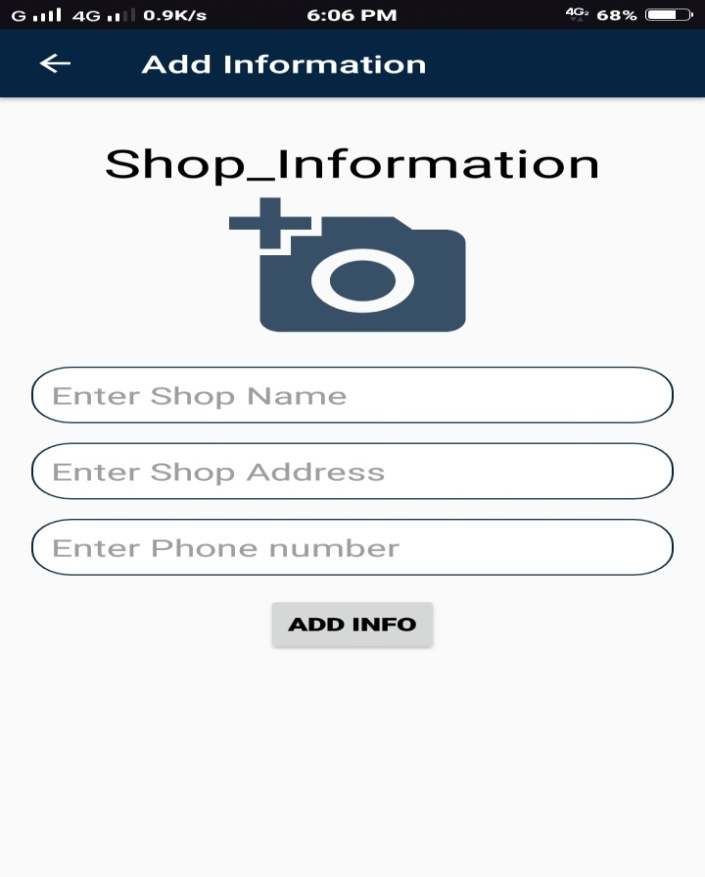 G 4G 0.9K/s 6:06 PM 4G2 68%
Add Information
Shop_Information
Enter Shop Name
Enter Shop Address
Enter Phone number
ADD INFO